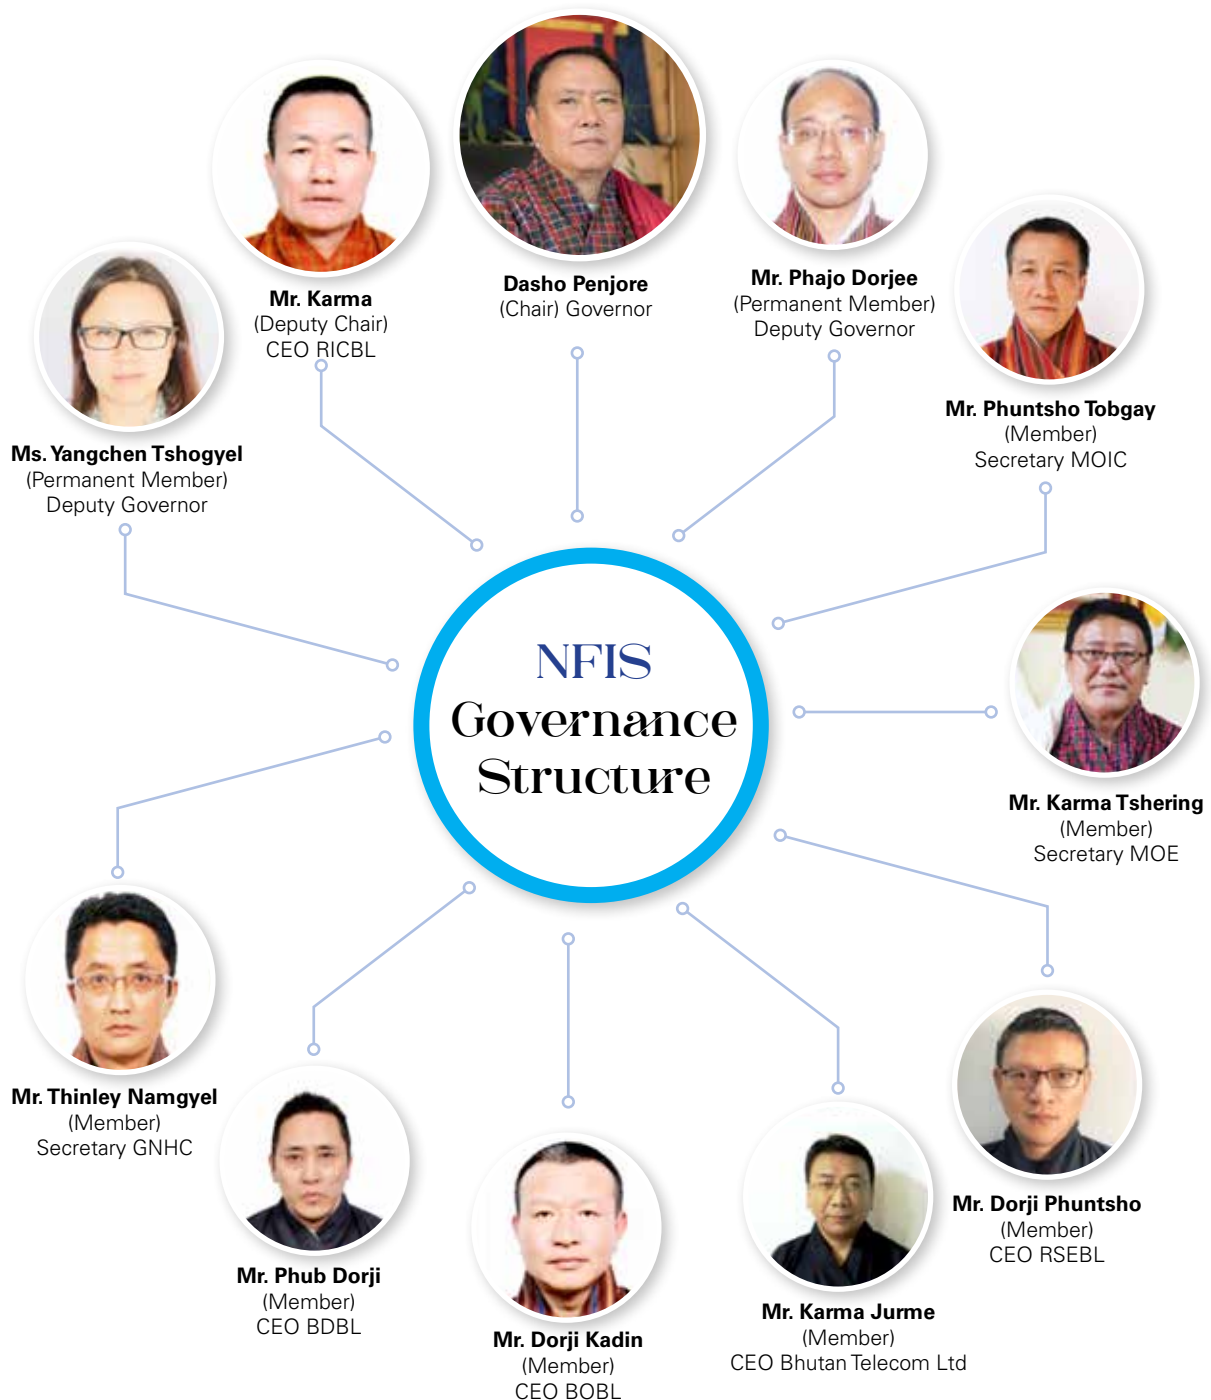 Dasho Penjore
(Chair) Governor
Mr. Karma
(Deputy Chair)
CEO RICBL
Mr. Phajo Dorjee
(Permanent Member)
Deputy Governor
Ms. Yangchen Tshogyel
(Permanent Member)
Deputy Governor
Mr. Phuntsho Tobgay
(Member)
Secretary MOIC
NFIS
Governance
Structure
Mr. Karma Tshering
(Member)
Secretary MOE
Mr. Thinley Namgyel
(Member)
Secretary GNHC
Mr. Dorji Phuntsho
(Member)
CEO RSEBL
Mr. Phub Dorji
(Member)
CEO BDBL
Mr. Dorji Kadin
(Member)
CEO BOBL
Mr. Karma Jurme
(Member)
CEO Bhutan Telecom Ltd